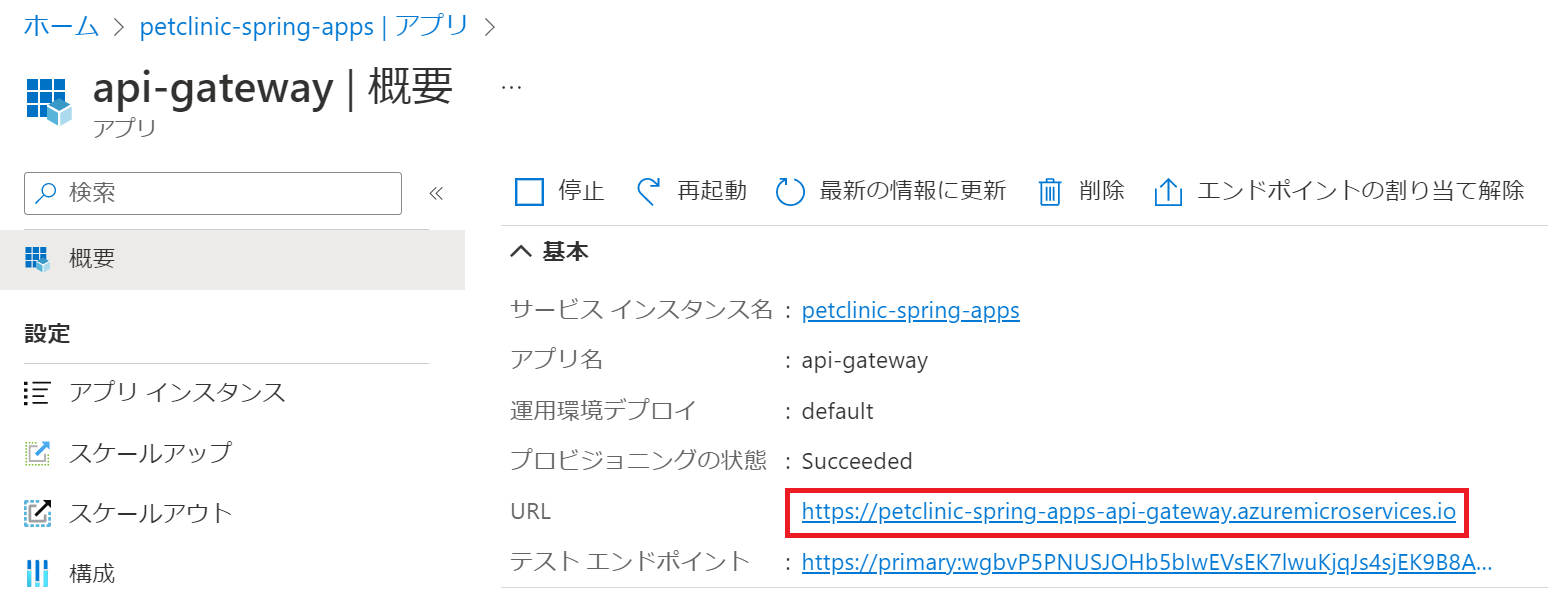 ホーム > petclinic-spring-apps | アプリ >
api-gateway | 概要 …
アプリ
検索 «
停止 再起動 最新の情報に更新 削除 エンドポイントの割り当て解除
概要
設定
アプリ インスタンス
スケールアップ
スケールアウト
構成
基本
サービス インスタンス名 : petclinic-spring-apps
アプリ名 : api-gateway
運用環境デプロイ : default
プロビジョニングの状態 : Succeeded
URL : https://petclinic-spring-apps-api-gateway.azuremicroservices.io
テスト エンドポイント : https://primary:wgbvP5PNUSJOHb5bIwEVsEK7lwuKjqJs4sjEK9B8A...